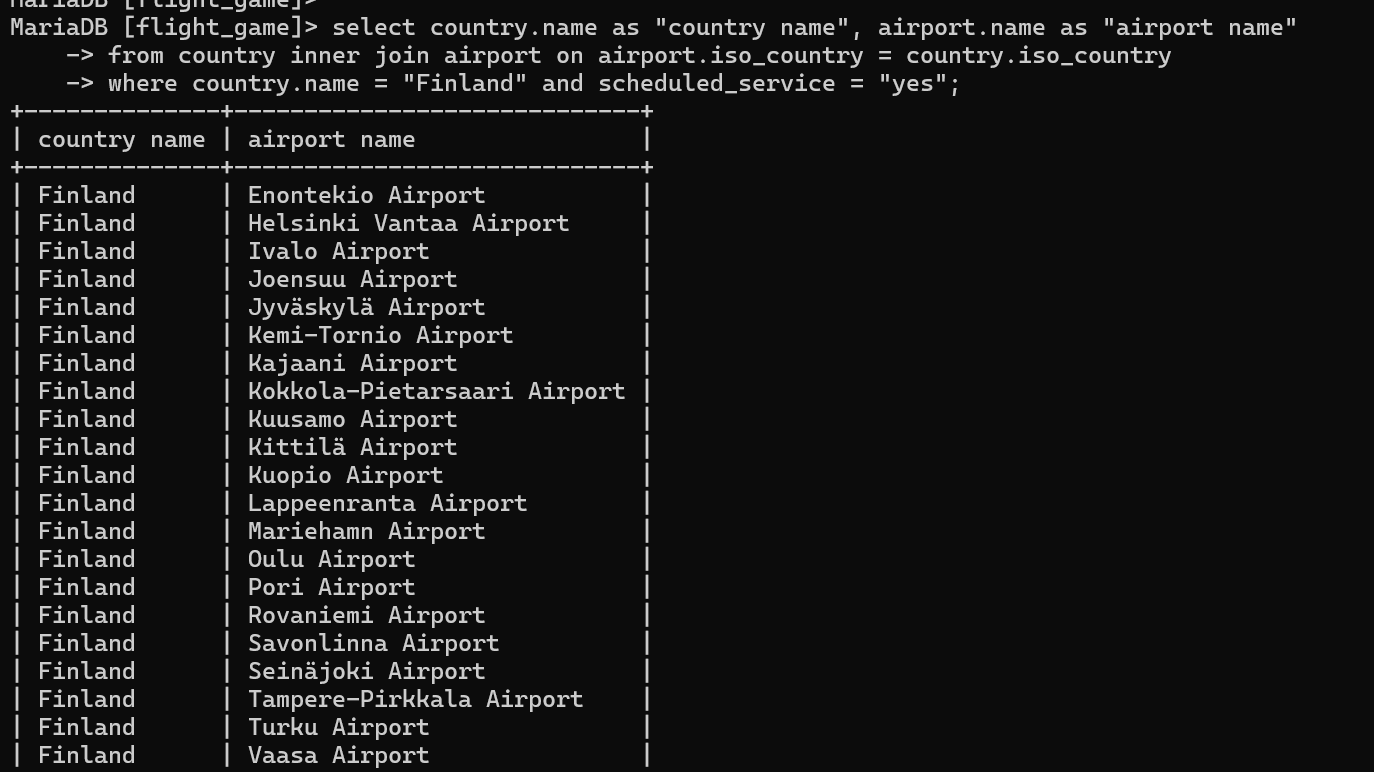 MariaDB [flight_game]>
MariaDB [flight_game]> select country.name as "country name", airport.name as "airport name"
    -> from country inner join airport on airport.iso_country = country.iso_country
    -> where country.name = "Finland" and scheduled_service = "yes";
+--------------+-----------------------------+
| country name | airport name                |
+--------------+-----------------------------+
| Finland      | Enontekio Airport           |
| Finland      | Helsinki Vantaa Airport     |
| Finland      | Ivalo Airport               |
| Finland      | Joensuu Airport             |
| Finland      | Jyväskylä Airport           |
| Finland      | Kemi-Tornio Airport         |
| Finland      | Kajaani Airport             |
| Finland      | Kokkola-Pietarsaari Airport |
| Finland      | Kuusamo Airport             |
| Finland      | Kittilä Airport             |
| Finland      | Kuopio Airport              |
| Finland      | Lappeenranta Airport        |
| Finland      | Mariehamn Airport           |
| Finland      | Oulu Airport                |
| Finland      | Pori Airport                |
| Finland      | Rovaniemi Airport           |
| Finland      | Savonlinna Airport          |
| Finland      | Seinäjoki Airport           |
| Finland      | Tampere-Pirkkala Airport    |
| Finland      | Turku Airport               |
| Finland      | Vaasa Airport               |